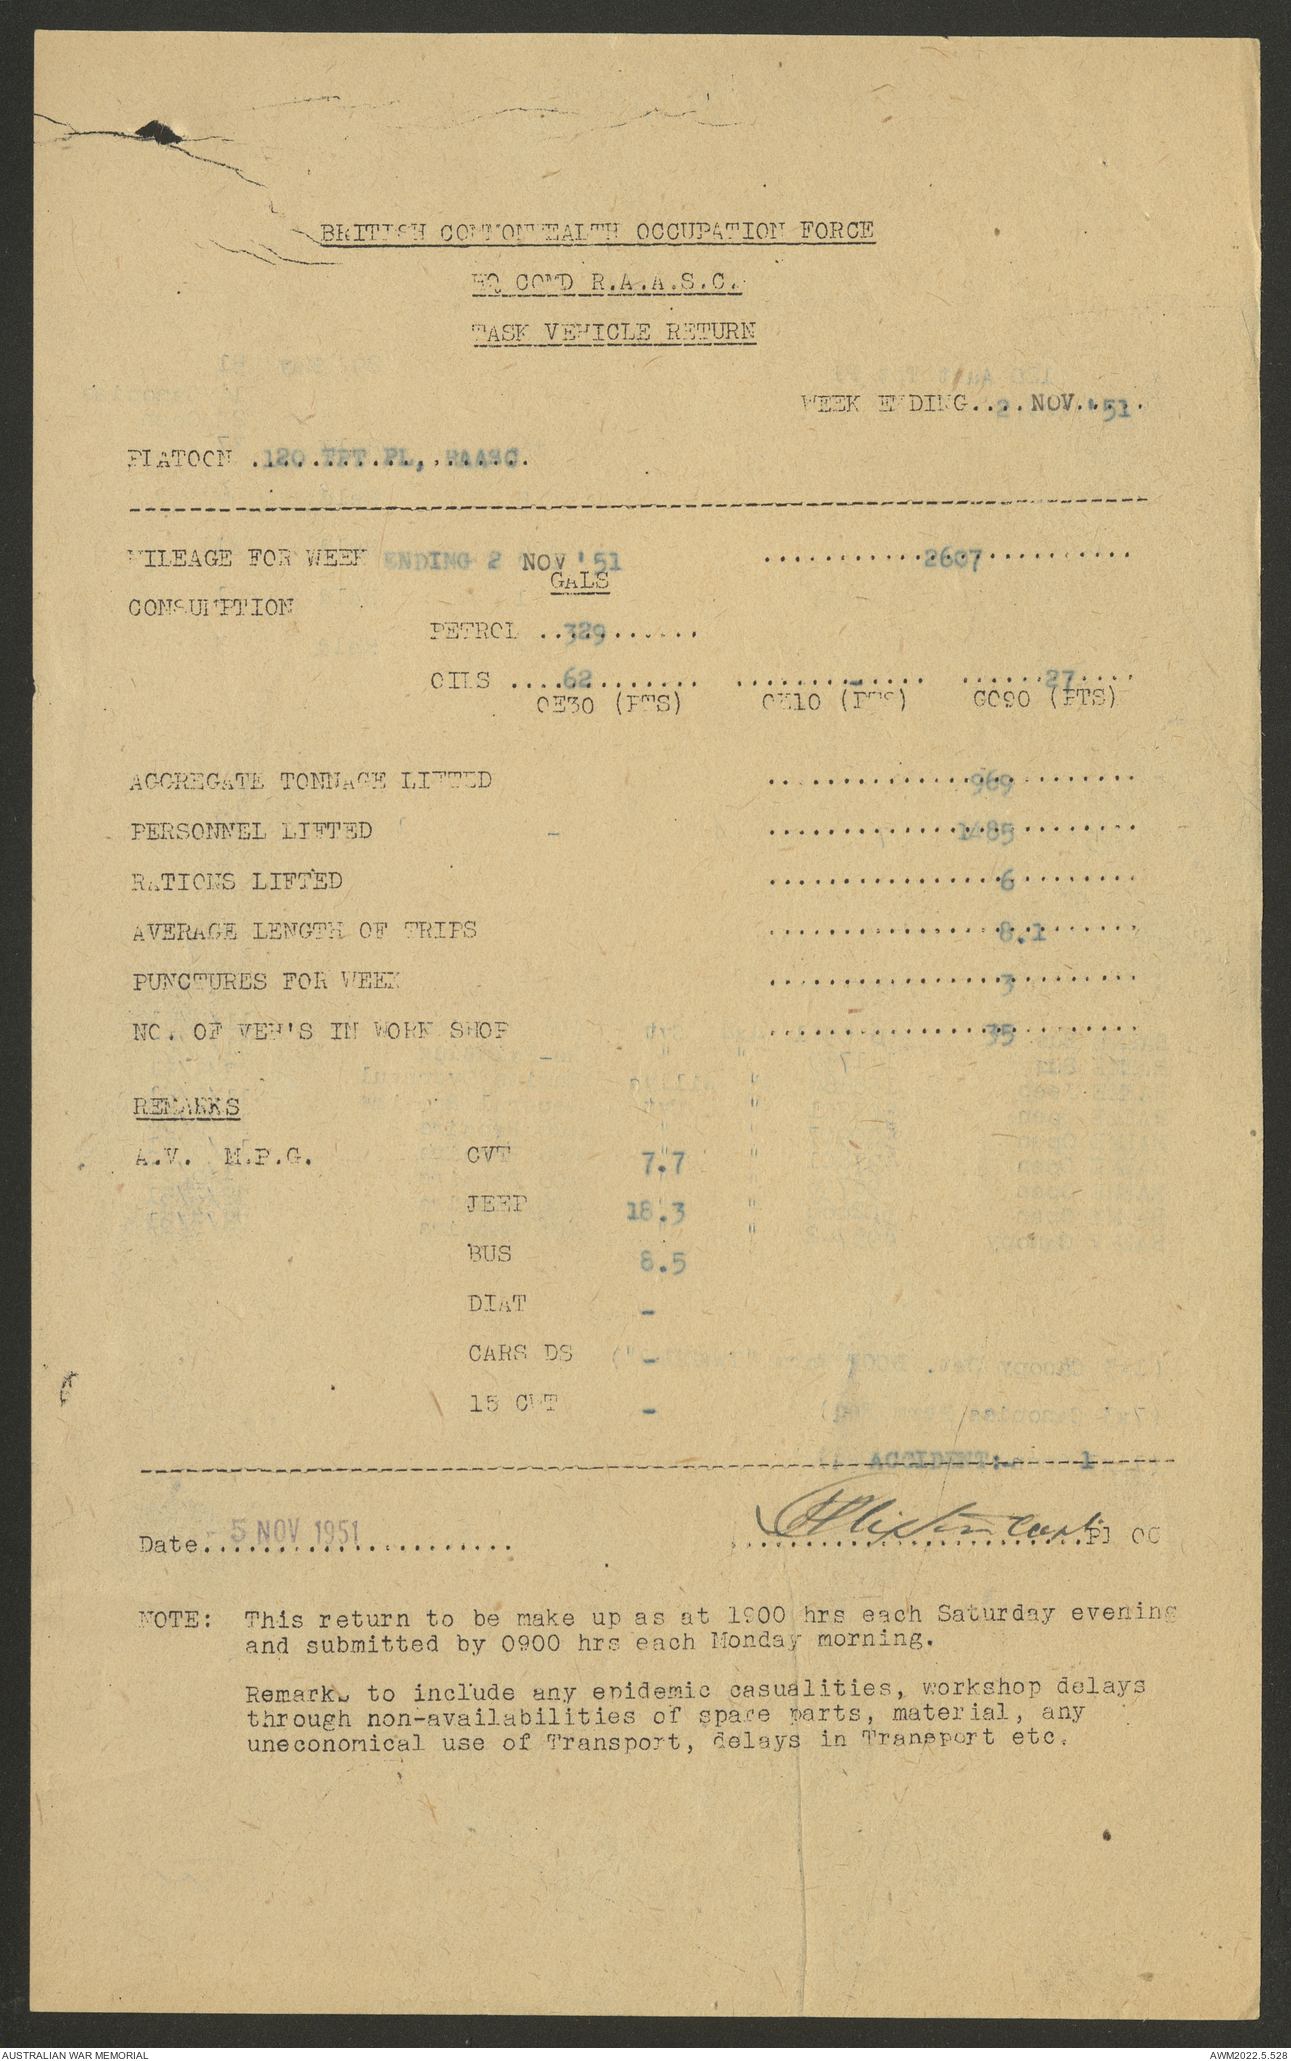 BRITISH COMMONWEALTH OCCUPATION FORCE
HQ COMD R.A.A.S.C.
TASK VEHICLE RETURN
WEEK ENDING....2.NOV..'51.
PLATOON .120 TPT PL, RAASC.
MILEAGE FOR WEEK ENDING 2 NOV '51 ...........2607..........
GALS
CONSUMPTION
PETROL ..329......
OILS ....62....... ......-..... ......27....
OE30 (PTS) OE10 (PTS) GO90 (PTS)
AGGREGATE TONNAGE LIFTED ..............969........
PERSONNEL LIFTED - ..............1485........
RATIONS LIFTED ................6........
AVERAGE LENGTH OF TRIPS ................8.1......
PUNCTURES FOR WEEK ................3........
NO. OF VEH'S IN WORK SHOP ...............35........
REMARKS
A.V. M.P.G. CVT 7.7
JEEP 18.3
BUS 8.5
DIAT -
CARS DS -
15 CWT -
ACCIDENT:- 1
Date. - 5 NOV 1951 ..........
Capt. Pl OC
NOTE: This return to be make up as at 1900 hrs each Saturday evening
and submitted by 0900 hrs each Monday morning.
Remarks to include any epidemic casualities, workshop delays
through non-availabilities of spare parts, material, any
uneconomical use of Transport, delays in Transport etc.
AUSTRALIAN WAR MEMORIAL AWM2022.5.528